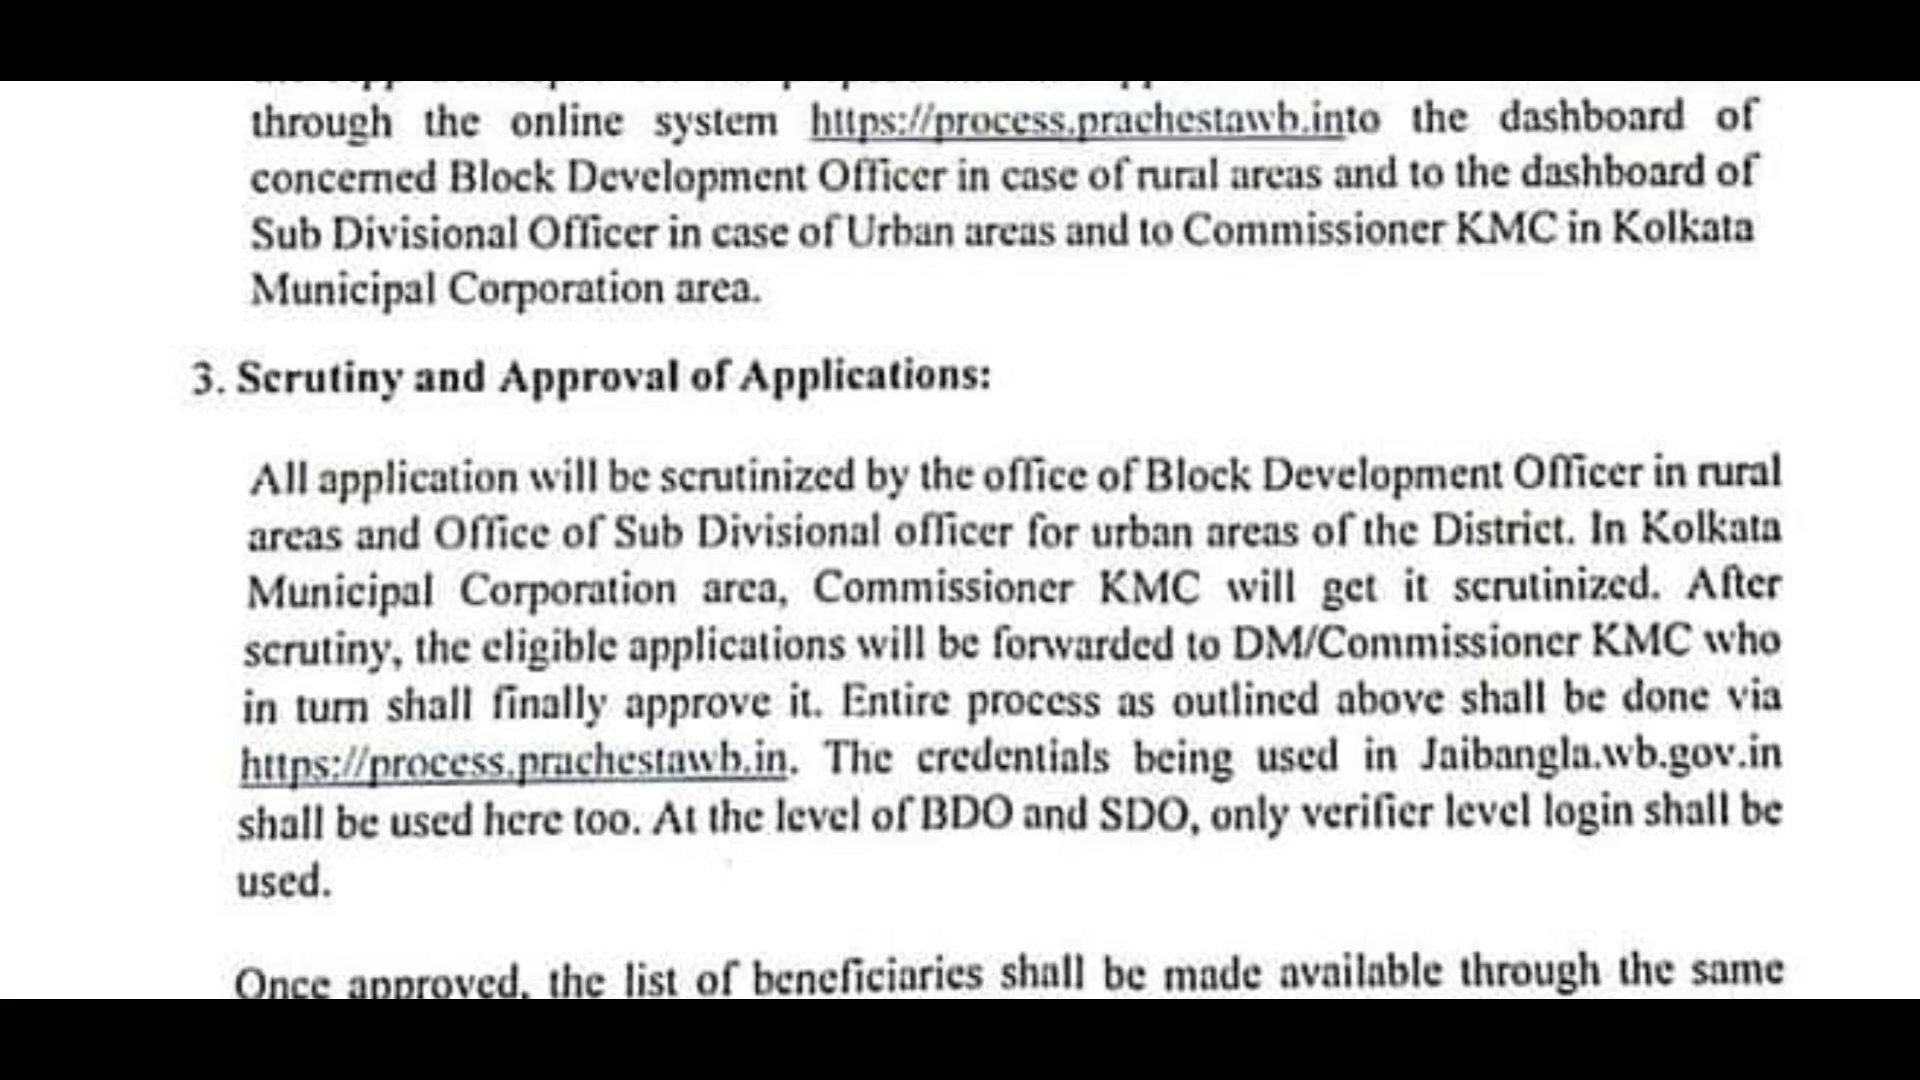 through the online system https://process.prachestawb.into the dashboard of
concerned Block Development Officer in case of rural areas and to the dashboard of
Sub Divisional Officer in case of Urban areas and to Commissioner KMC in Kolkata
Municipal Corporation area.
3. Scrutiny and Approval of Applications:
All application will be scrutinized by the office of Block Development Officer in rural
areas and Office of Sub Divisional officer for urban areas of the District. In Kolkata
Municipal Corporation area, Commissioner KMC will get it scrutinized. After
scrutiny, the eligible applications will be forwarded to DM/Commissioner KMC who
in turn shall finally approve it. Entire process as outlined above shall be done via
https://process.prachestawb.in. The credentials being used in Jaibangla.wb.gov.in
shall be used here too. At the level of BDO and SDO, only verifier level login shall be
used.
Once approved, the list of beneficiaries shall be made available through the same